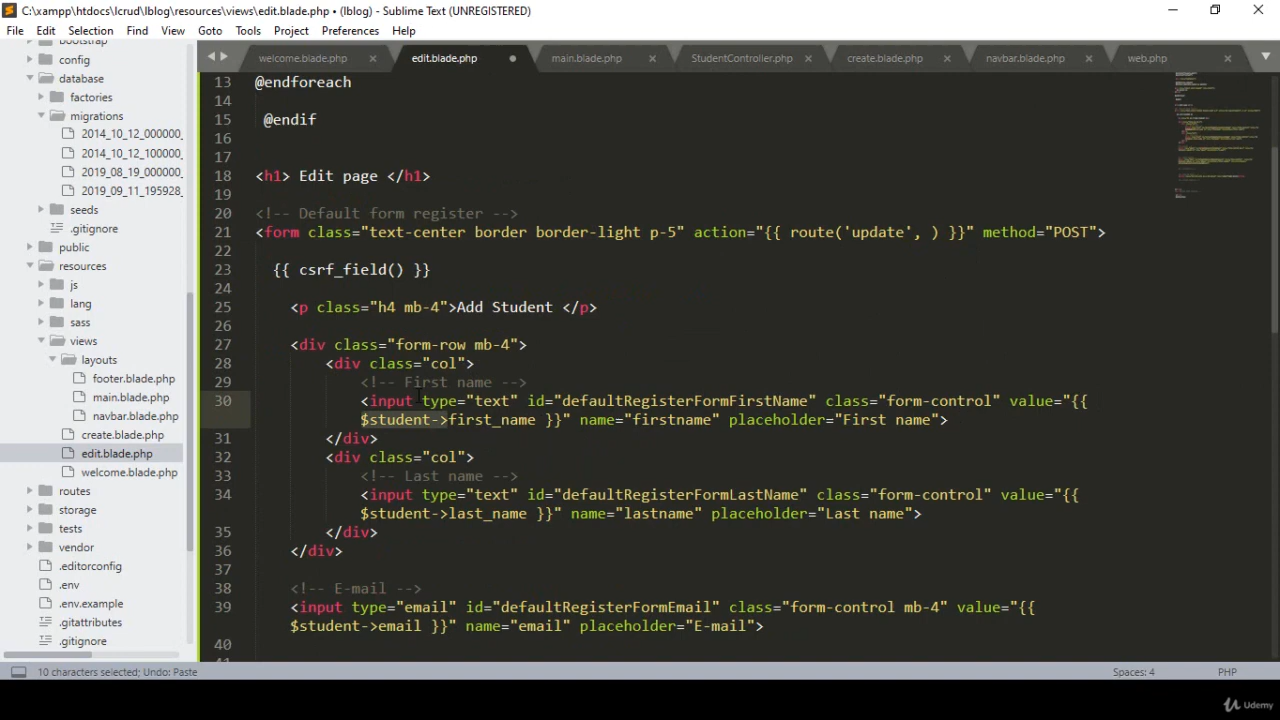 C:\xampp\htdocs\lcrud\lblog\resources\views\edit.blade.php • (lblog) - Sublime Text (UNREGISTERED)
File Edit Selection Find View Goto Tools Project Preferences Help
welcome.blade.php edit.blade.php main.blade.php StudentController.php create.blade.php navbar.blade.php web.php
bootstrap
config
database
factories
migrations
2014_10_12_000000_
2014_10_12_100000_
2019_08_19_000000_
2019_09_11_195928_
seeds
.gitignore
public
resources
js
lang
sass
views
layouts
footer.blade.php
main.blade.php
navbar.blade.php
create.blade.php
edit.blade.php
welcome.blade.php
routes
storage
tests
vendor
.editorconfig
.env
.env.example
.gitattributes
.gitignore
13 @endforeach
14
15 @endif
16
17
18 <h1> Edit page </h1>
19
20 <!-- Default form register -->
21 <form class="text-center border border-light p-5" action="{{ route('update', ) }}" method="POST">
22
23 {{ csrf_field() }}
24
25 <p class="h4 mb-4">Add Student </p>
26
27 <div class="form-row mb-4">
28 <div class="col">
29 <!-- First name -->
30 <input type="text" id="defaultRegisterFormFirstName" class="form-control" value="{{
$student->first_name }}" name="firstname" placeholder="First name">
31 </div>
32 <div class="col">
33 <!-- Last name -->
34 <input type="text" id="defaultRegisterFormLastName" class="form-control" value="{{
$student->last_name }}" name="lastname" placeholder="Last name">
35 </div>
36 </div>
37
38 <!-- E-mail -->
39 <input type="email" id="defaultRegisterFormEmail" class="form-control mb-4" value="{{
$student->email }}" name="email" placeholder="E-mail">
40
10 characters selected; Undo: Paste Spaces: 4 PHP
Udemy